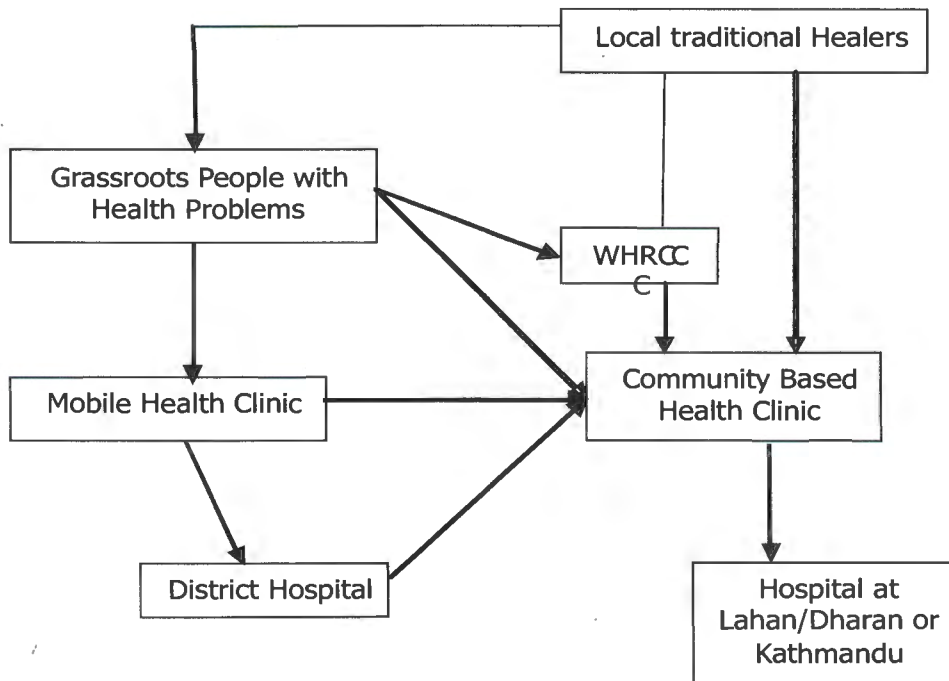 Local traditional Healers
Grassroots People with
Health Problems
WHRCC
C
Mobile Health Clinic
Community Based
Health Clinic
District Hospital
Hospital at
Lahan/Dharan or
Kathmandu